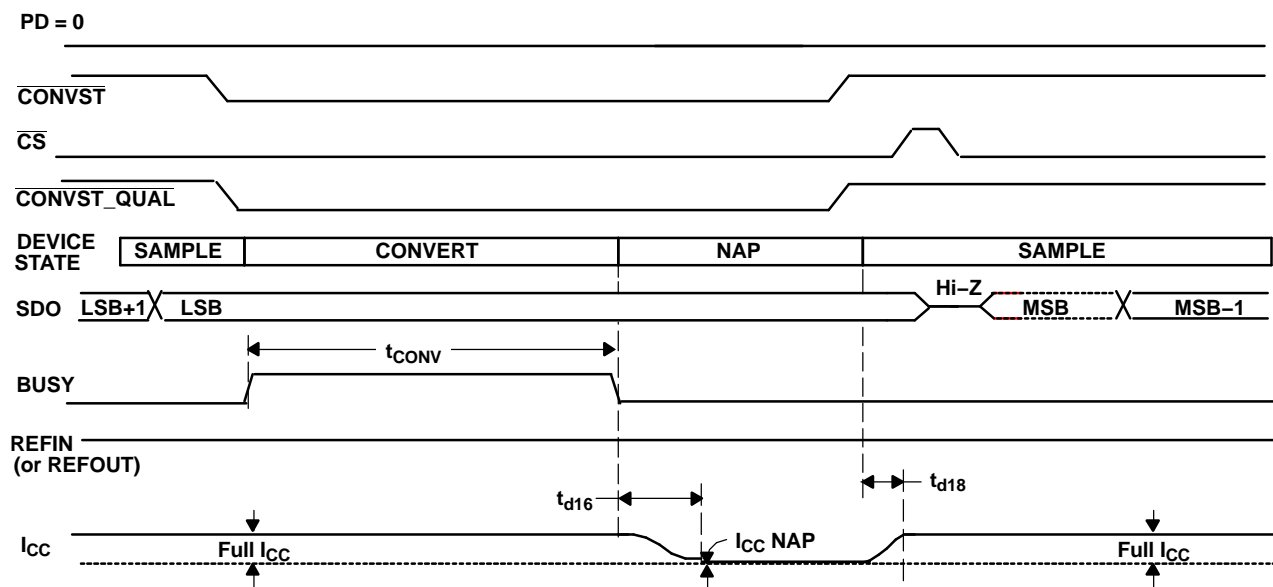 PD = 0
CONVST
CS
CONVST_QUAL
DEVICE STATE
SAMPLE
CONVERT
NAP
SAMPLE
SDO
LSB+1
LSB
Hi–Z
MSB
MSB–1
tCONV
BUSY
REFIN
(or REFOUT)
td16
td18
ICC
Full ICC
ICC NAP
Full ICC